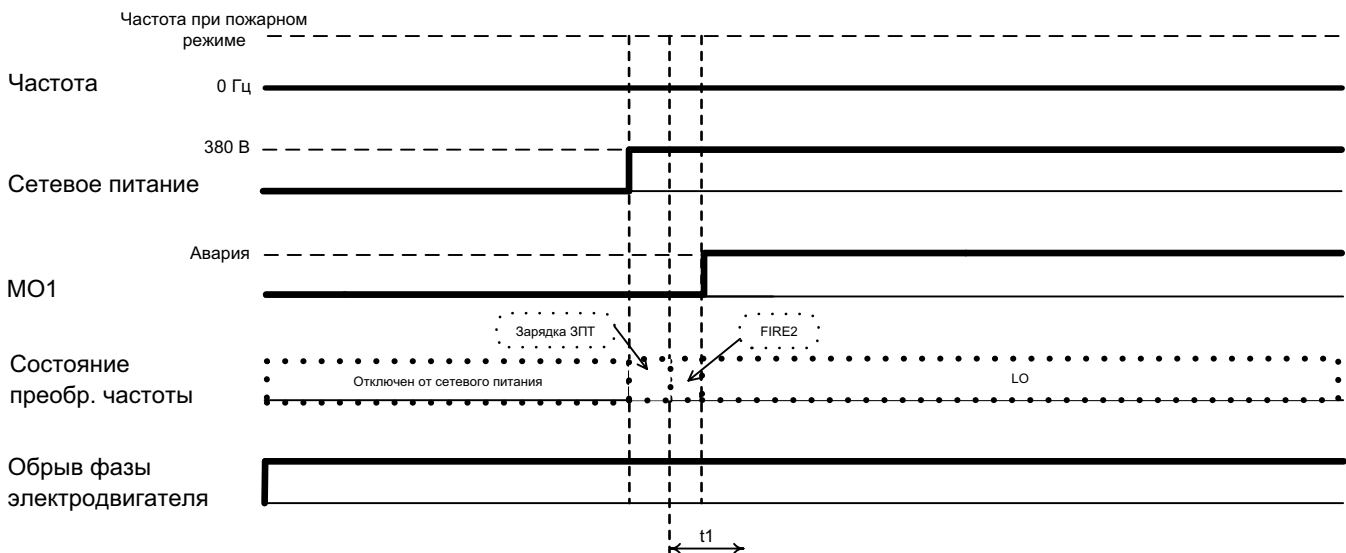 Частота при пожарном
режиме
Частота
0 Гц
380 В
Сетевое питание
Авария
МО1
Зарядка ЗПТ
FIRE2
Состояние
преобр. частоты
Отключен от сетевого питания
LO
Обрыв фазы
электродвигателя
t1